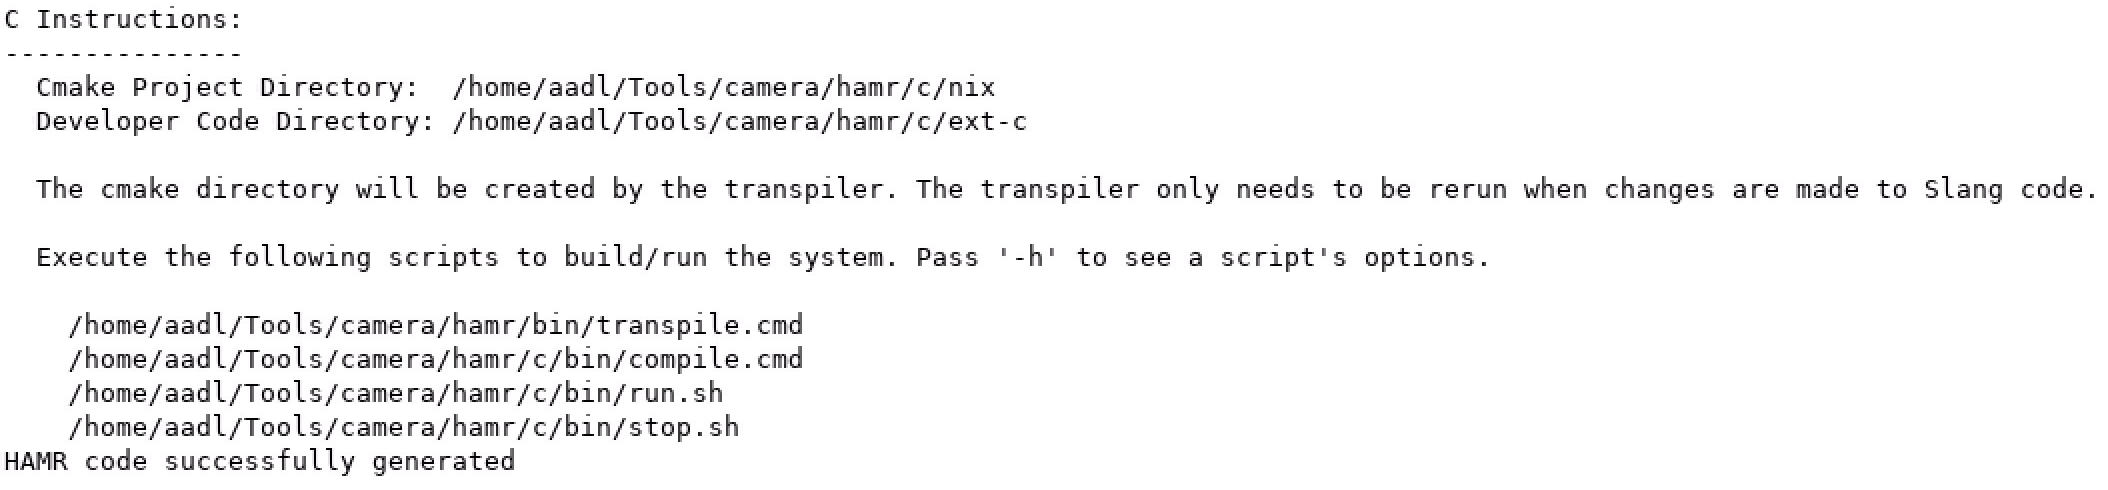 C Instructions:
---------------
  Cmake Project Directory:  /home/aadl/Tools/camera/hamr/c/nix
  Developer Code Directory: /home/aadl/Tools/camera/hamr/c/ext-c

  The cmake directory will be created by the transpiler. The transpiler only needs to be rerun when changes are made to Slang code.

  Execute the following scripts to build/run the system. Pass '-h' to see a script's options.

    /home/aadl/Tools/camera/hamr/bin/transpile.cmd
    /home/aadl/Tools/camera/hamr/c/bin/compile.cmd
    /home/aadl/Tools/camera/hamr/c/bin/run.sh
    /home/aadl/Tools/camera/hamr/c/bin/stop.sh
HAMR code successfully generated